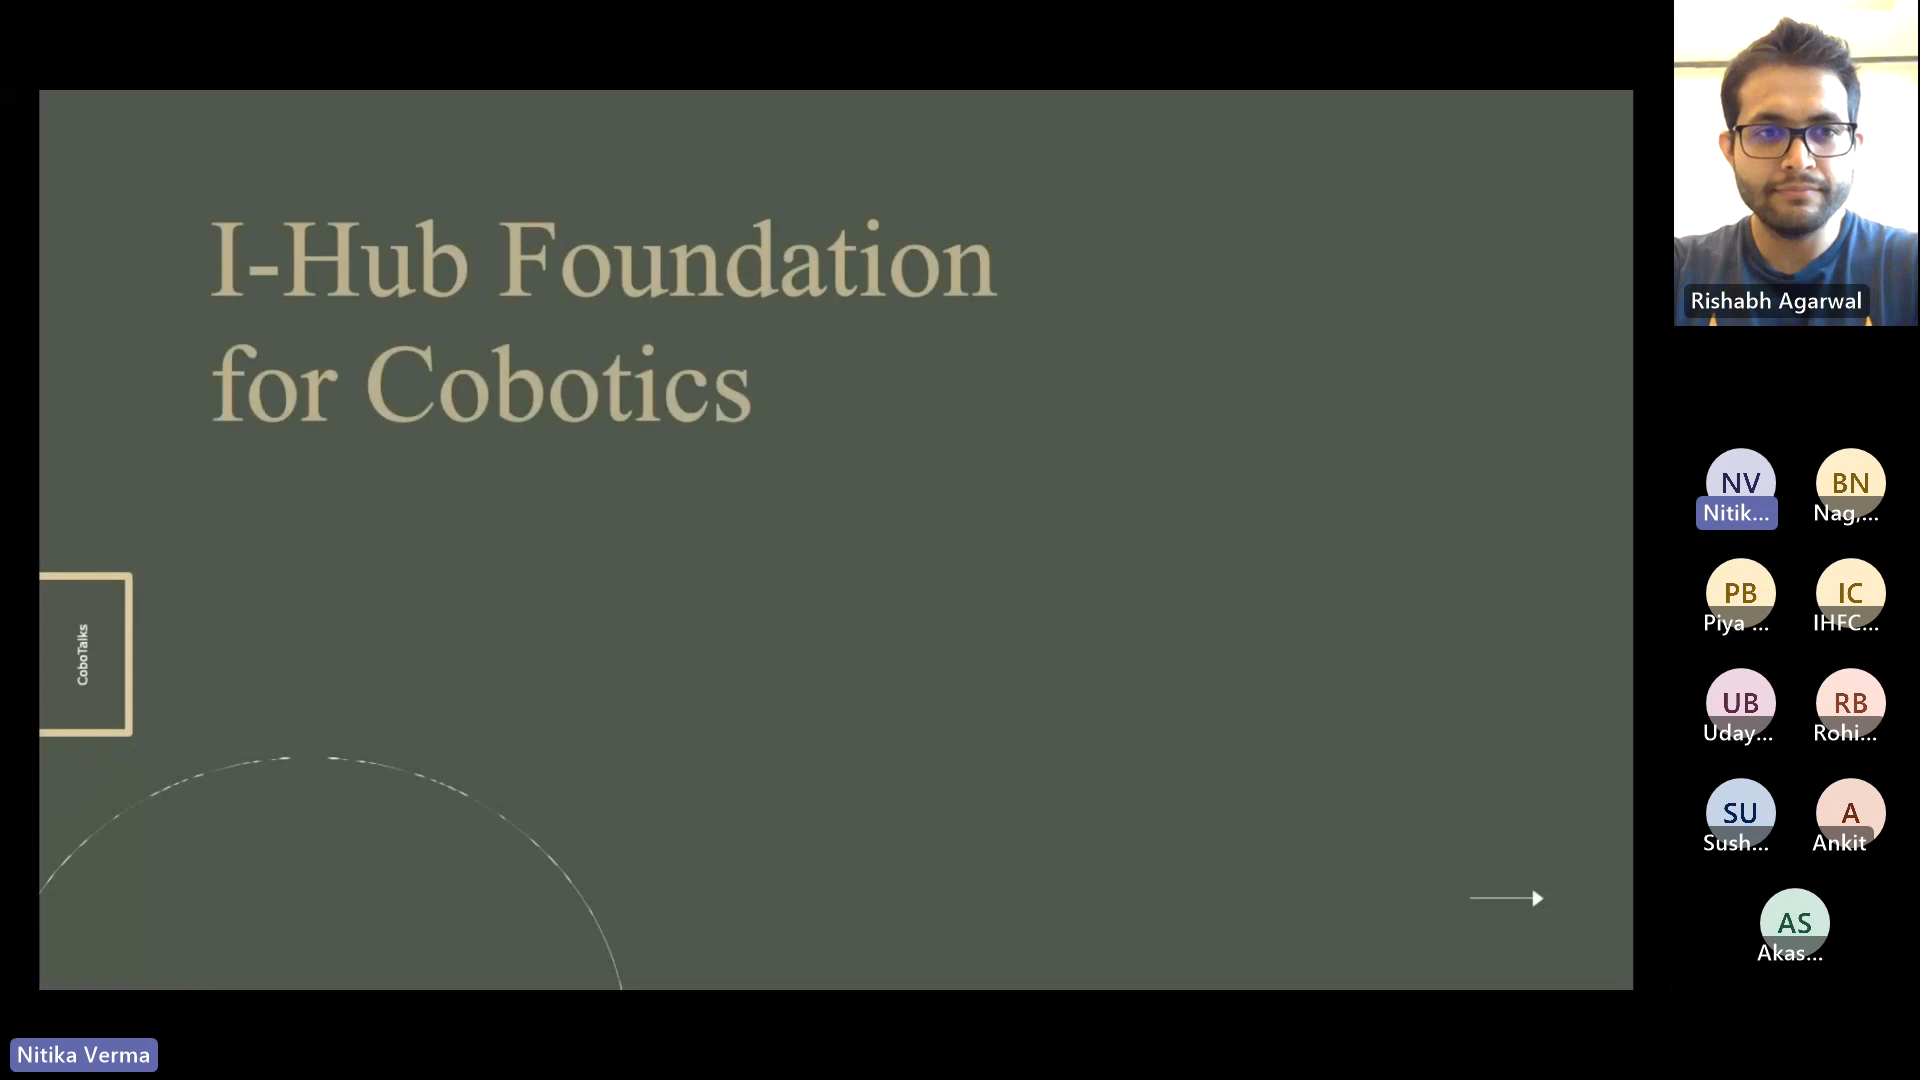 I-Hub Foundation
for Cobotics
CoboTalks
Rishabh Agarwal
NV
Nitik...
BN
Nag,...
PB
Piya ...
IC
IHFC...
UB
Uday...
RB
Rohi...
SU
Sush...
A
Ankit
AS
Akas...
Nitika Verma